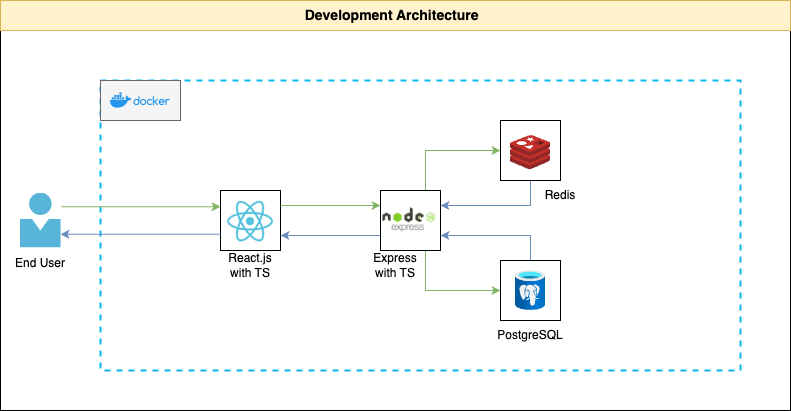 Development Architecture
docker
Redis
node
express
End User
React.js
with TS
Express
with TS
PostgreSQL